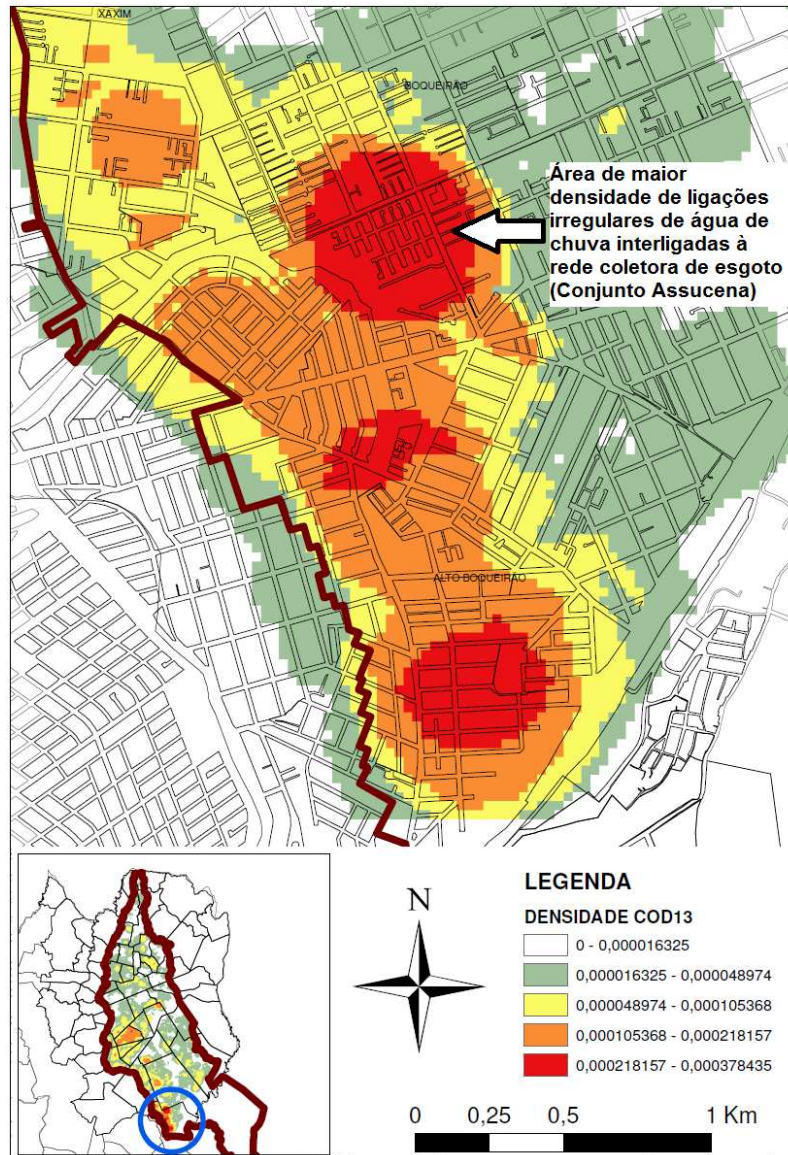 XAXIM
BOQUEIRÃO
Área de maior
densidade de ligações
irregulares de água de
chuva interligadas à
rede coletora de esgoto
(Conjunto Assucena)
ALTO BOQUEIRÃO
N
LEGENDA
DENSIDADE COD13
0 - 0,000016325
0,000016325 - 0,000048974
0,000048974 - 0,000105368
0,000105368 - 0,000218157
0,000218157 - 0,000378435
0 0,25 0,5 1 Km